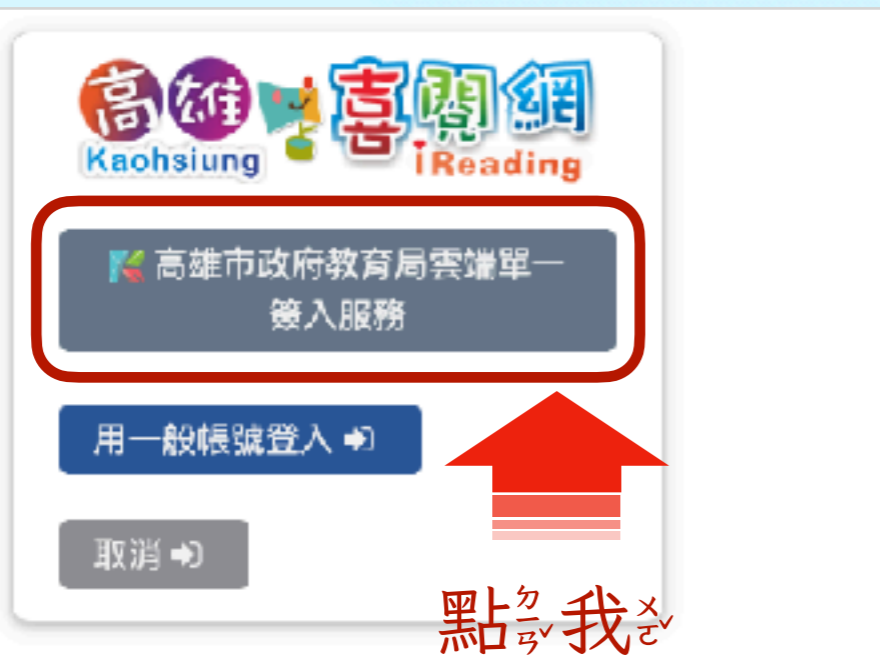 高雄喜閱網
Kaohsiung iReading
高雄市政府教育局雲端單一
簽入服務
用一般帳號登入
取消
點ㄉㄧㄢˇ我ㄨㄛˇ